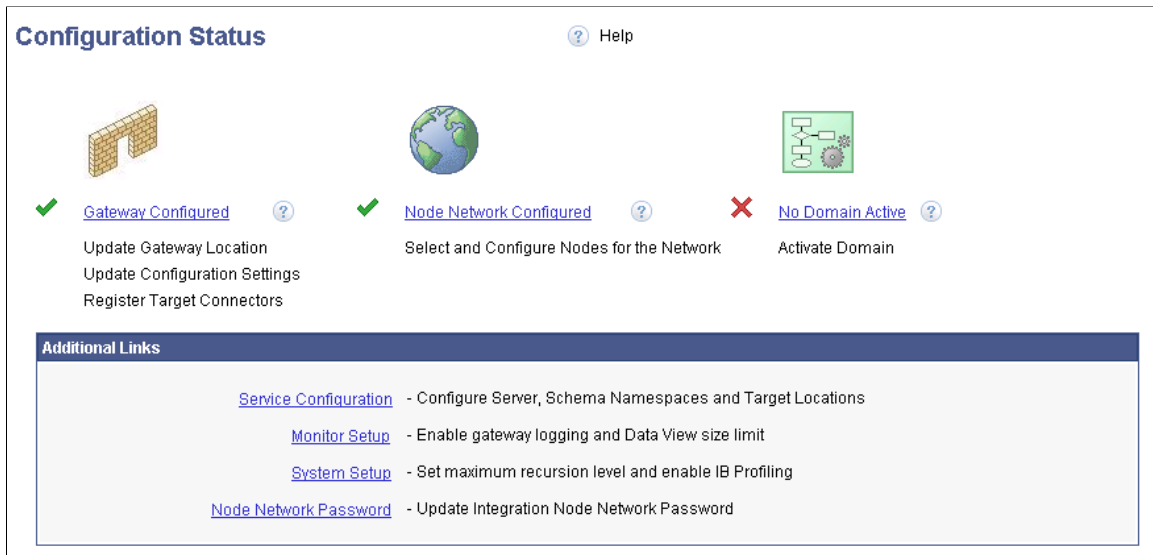 Configuration Status
? Help
Gateway Configured ?
Node Network Configured ?
No Domain Active ?
Update Gateway Location
Select and Configure Nodes for the Network
Activate Domain
Update Configuration Settings
Register Target Connectors
Additional Links
Service Configuration - Configure Server, Schema Namespaces and Target Locations
Monitor Setup - Enable gateway logging and Data View size limit
System Setup - Set maximum recursion level and enable IB Profiling
Node Network Password - Update Integration Node Network Password